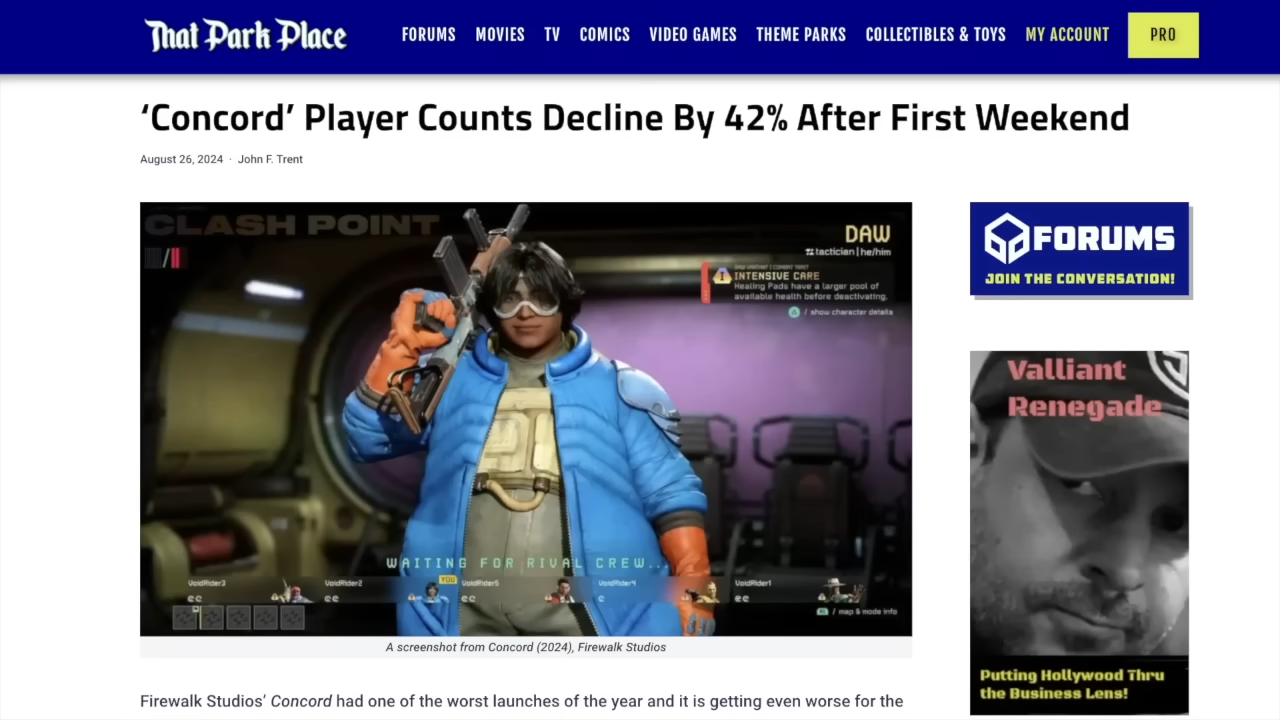 That Park Place
FORUMS MOVIES TV COMICS VIDEO GAMES THEME PARKS COLLECTIBLES & TOYS MY ACCOUNT PRO
‘Concord’ Player Counts Decline By 42% After First Weekend
August 26, 2024 · John F. Trent
CLASH POINT
DAW
tactician | he/him
DAW VARIANT | COMBAT TRAIT
INTENSIVE CARE
Healing Pads have a larger pool of
available health before deactivating.
/ show character details
WAITING FOR RIVAL CREW...
YOU
VoidRider3 VoidRider2 VoidRider5 VoidRider4 VoidRider1
/ map & mode info
A screenshot from Concord (2024), Firewalk Studios
Firewalk Studios’ Concord had one of the worst launches of the year and it is getting even worse for the
FORUMS
JOIN THE CONVERSATION!
Valliant
Renegade
Putting Hollywood Thru
the Business Lens!